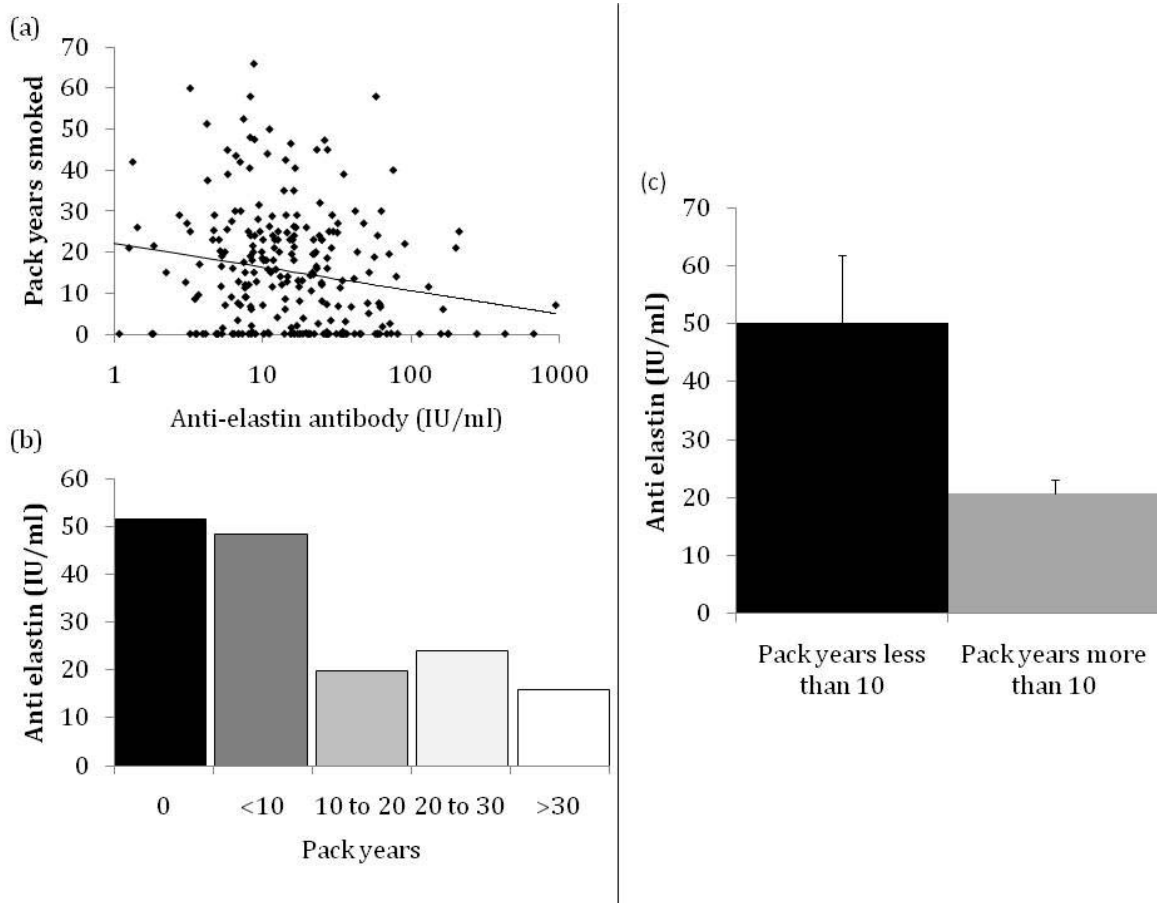 (a)
Pack years smoked
70
60
50
40
30
20
10
0
1 10 100 1000
Anti-elastin antibody (IU/ml)
(b)
Anti elastin (IU/ml)
60
50
40
30
20
10
0
0 <10 10 to 20 20 to 30 >30
Pack years
(c)
Anti elastin (IU/ml)
70
60
50
40
30
20
10
0
Pack years less Pack years more
than 10 than 10